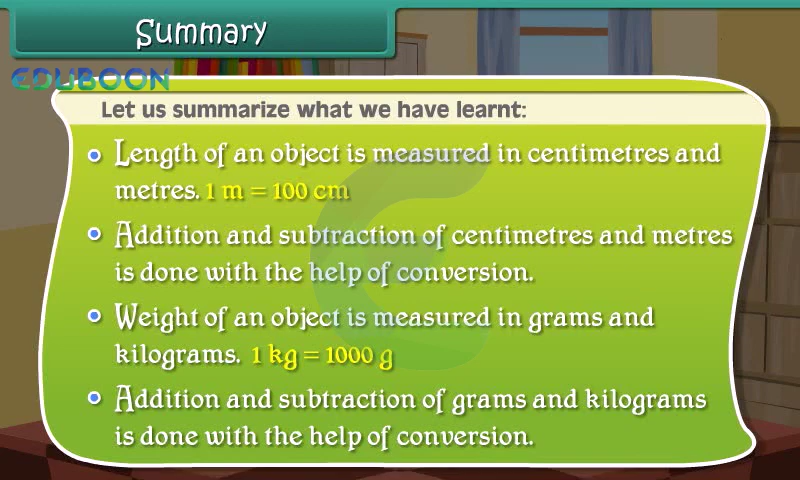 Summary
EDUBOON
Let us summarize what we have learnt:
Length of an object is measured in centimetres and
metres. 1 m = 100 cm
Addition and subtraction of centimetres and metres
is done with the help of conversion.
Weight of an object is measured in grams and
kilograms. 1 kg = 1000 g
Addition and subtraction of grams and kilograms
is done with the help of conversion.